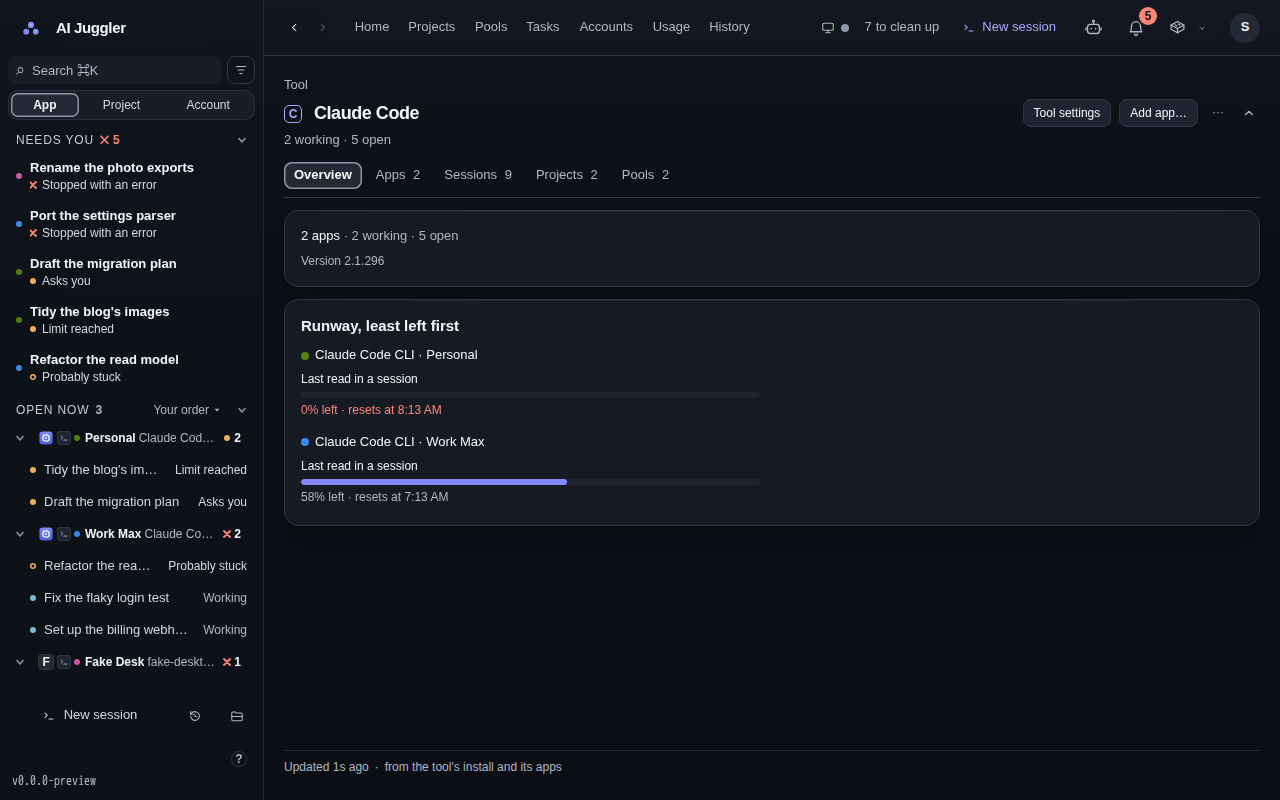 AI Juggler
Search ⌘K
App Project Account
NEEDS YOU 5
Rename the photo exports
Stopped with an error
Port the settings parser
Stopped with an error
Draft the migration plan
Asks you
Tidy the blog's images
Limit reached
Refactor the read model
Probably stuck
OPEN NOW 3 Your order
Personal Claude Cod… 2
Tidy the blog's im… Limit reached
Draft the migration plan Asks you
Work Max Claude Co… 2
Refactor the rea… Probably stuck
Fix the flaky login test Working
Set up the billing webh… Working
F Fake Desk fake-deskt… 1
New session
?
v0.0.0-preview
Home Projects Pools Tasks Accounts Usage History 7 to clean up New session 5 S
Tool
C Claude Code Tool settings Add app… ···
2 working · 5 open
Overview Apps 2 Sessions 9 Projects 2 Pools 2
2 apps · 2 working · 5 open
Version 2.1.296
Runway, least left first
Claude Code CLI · Personal
Last read in a session
0% left · resets at 8:13 AM
Claude Code CLI · Work Max
Last read in a session
58% left · resets at 7:13 AM
Updated 1s ago · from the tool's install and its apps